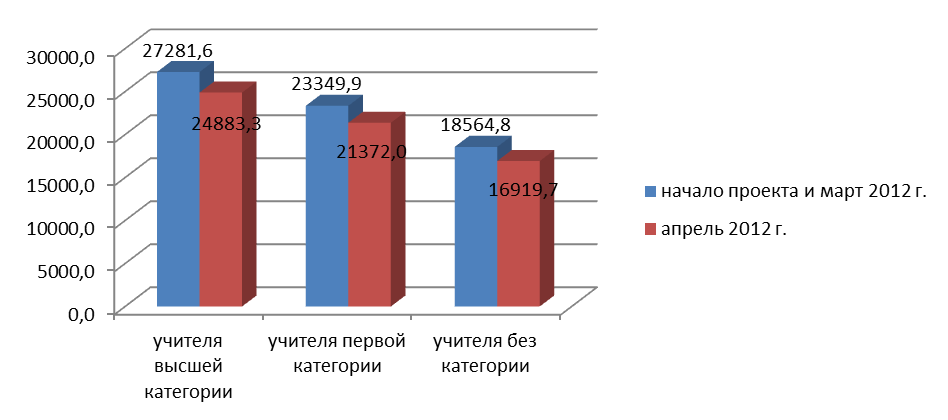 30000,0
25000,0
20000,0
15000,0
10000,0
5000,0
0,0
27281,6
24883,3
23349,9
21372,0
18564,8
16919,7
учителя
высшей
категории
учителя первой
категории
учителя без
категории
начало проекта и март 2012 г.
апрель 2012 г.